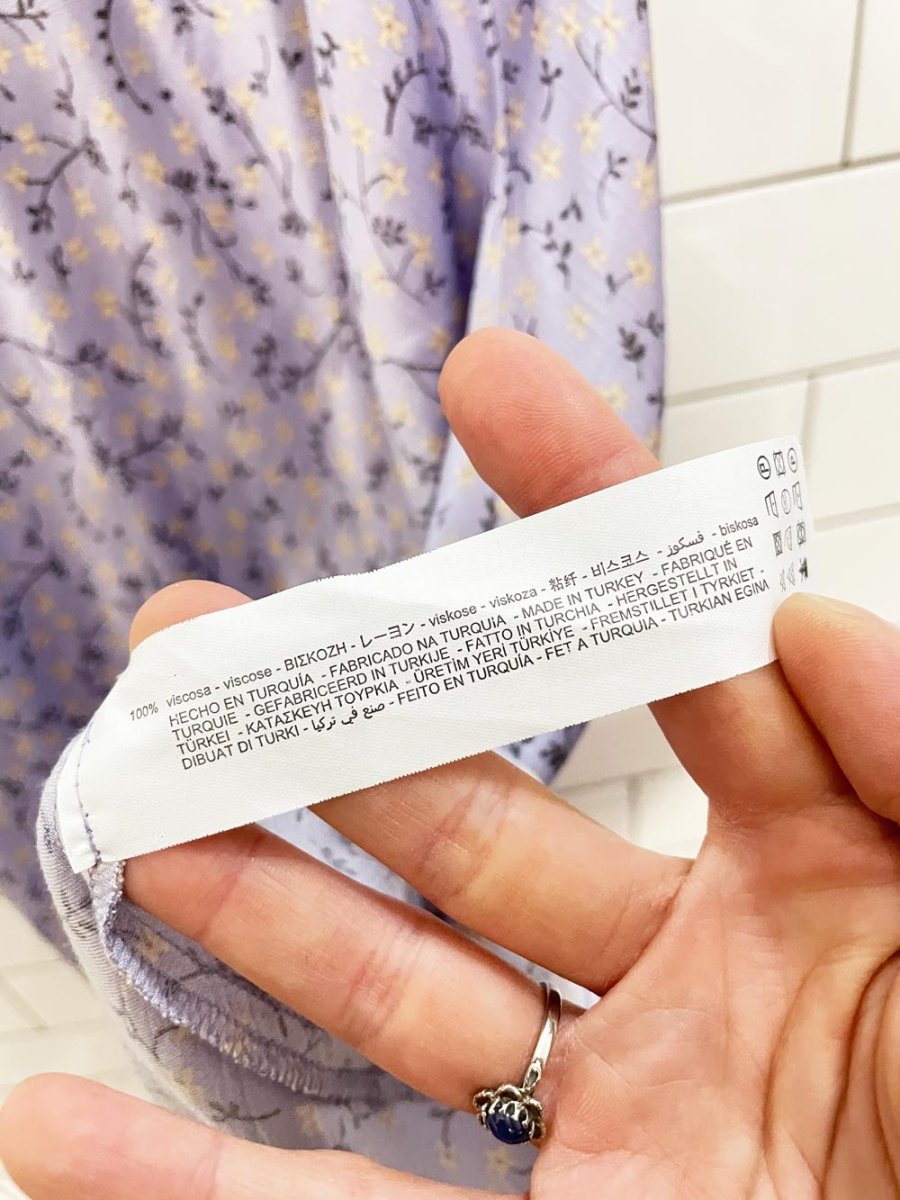 100% viscosa - viscose - ΒΙΣΚΟΖΗ - レーヨン - viskose - viskoza - 粘纤 - 비스코스 - فسكوز - biskosa
HECHO EN TURQUÍA - FABRICADO NA TURQUIA - MADE IN TURKEY - FABRIQUÉ EN
TURQUIE - GEFABRICEERD IN TURKIJE - FATTO IN TURCHIA - HERGESTELLT IN
TÜRKEI - ΚΑΤΑΣΚΕΥΗ ΤΟΥΡΚΙΑ - ÜRETİM YERİ TÜRKİYE - FREMSTILLET I TYRKIET -
DIBUAT DI TURKI - صنع في تركيا - FEITO EN TURQUÍA - FET A TURQUIA - TURKIAN EGINA